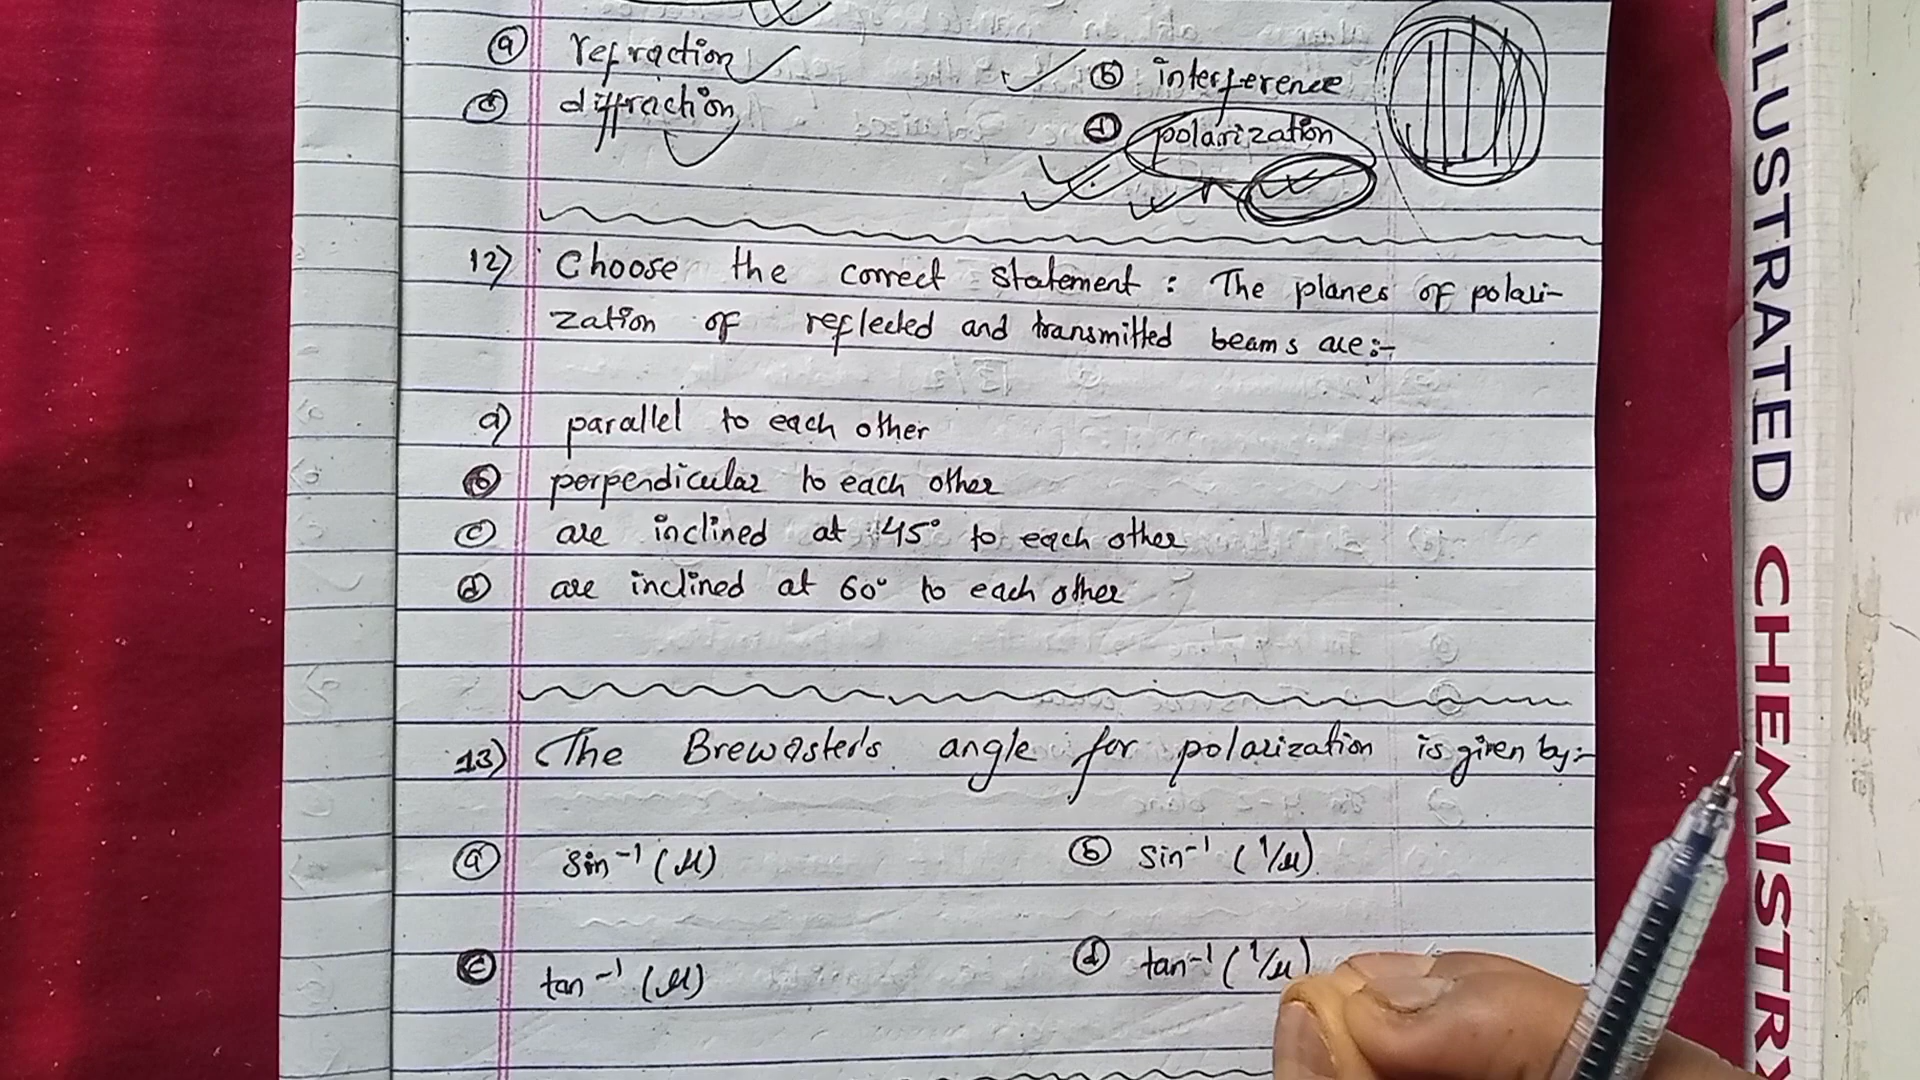 a refraction
b interference
c diffraction
d polarization
12) Choose the correct statement : The planes of polari-
zation of reflected and transmitted beams are:-
a) parallel to each other
b perpendicular to each other
c are inclined at 45° to each other
d are inclined at 60° to each other
13) The Brewster's angle for polarization is given by:-
a sin⁻¹ (μ)
b sin⁻¹ (1/μ)
c tan⁻¹ (μ)
d tan⁻¹ (1/μ)
LLUSTRATED CHEMISTRY